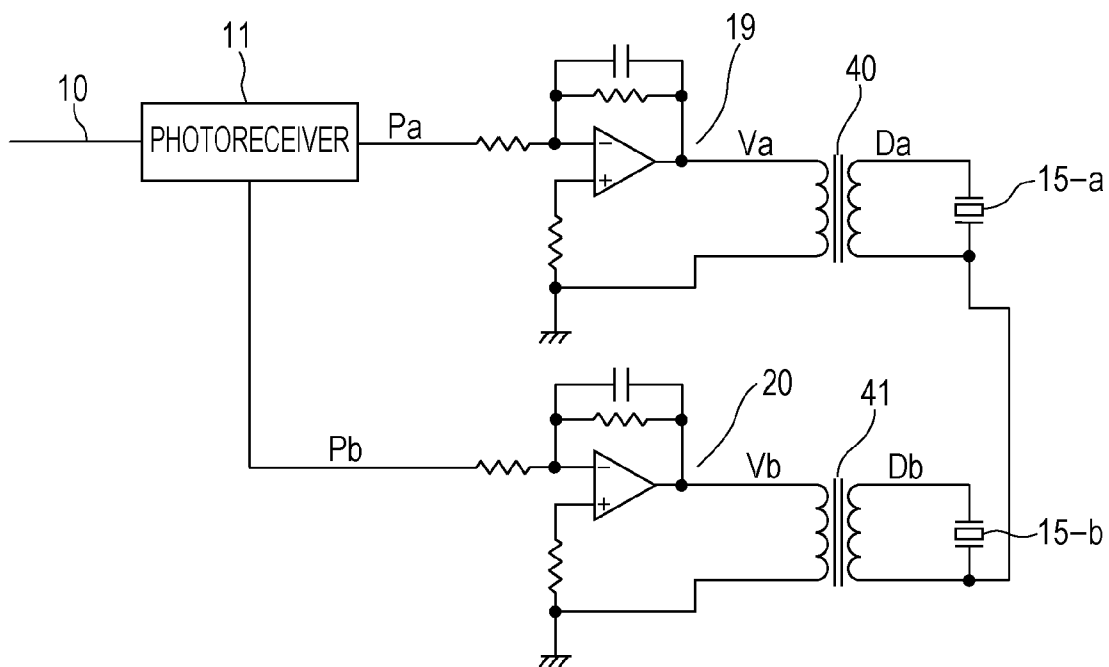 11
10
PHOTORECEIVER
Pa
19
40
Va
Da
15-a
−
+
20
41
Pb
Vb
Db
15-b
−
+